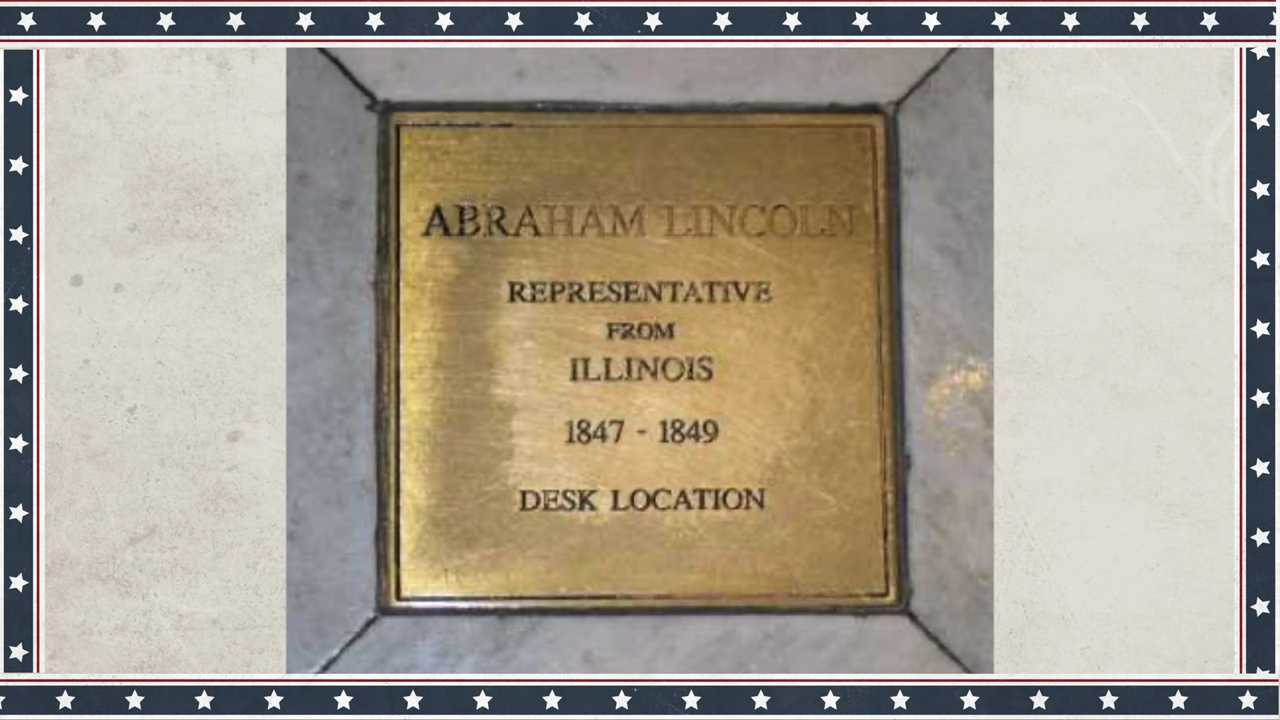 ABRAHAM LINCOLN
REPRESENTATIVE
FROM
ILLINOIS
1847 - 1849
DESK LOCATION